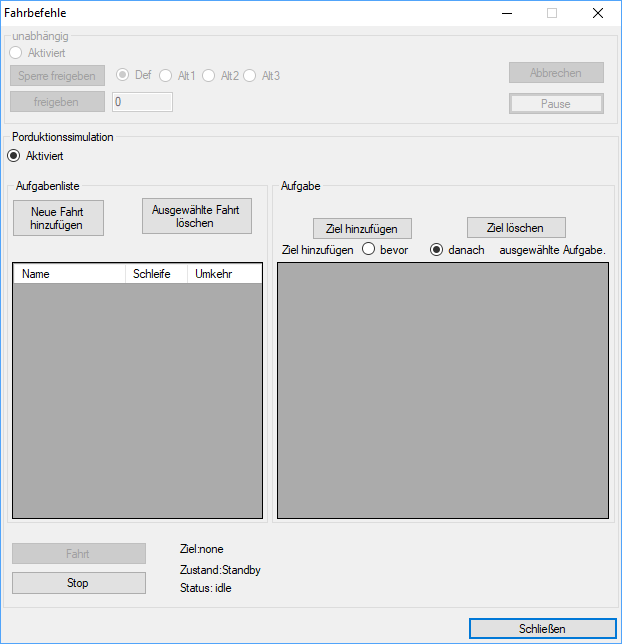 Fahrbefehle
unabhängig
Aktiviert
Sperre freigeben
Def
Alt1
Alt2
Alt3
Abbrechen
freigeben
0
Pause
Porduktionssimulation
Aktiviert
Aufgabenliste
Neue Fahrt
hinzufügen
Ausgewählte Fahrt
löschen
Name
Schleife
Umkehr
Aufgabe
Ziel hinzufügen
Ziel löschen
Ziel hinzufügen
bevor
danach
ausgewählte Aufgabe.
Fahrt
Stop
Ziel:none
Zustand:Standby
Status: idle
Schließen